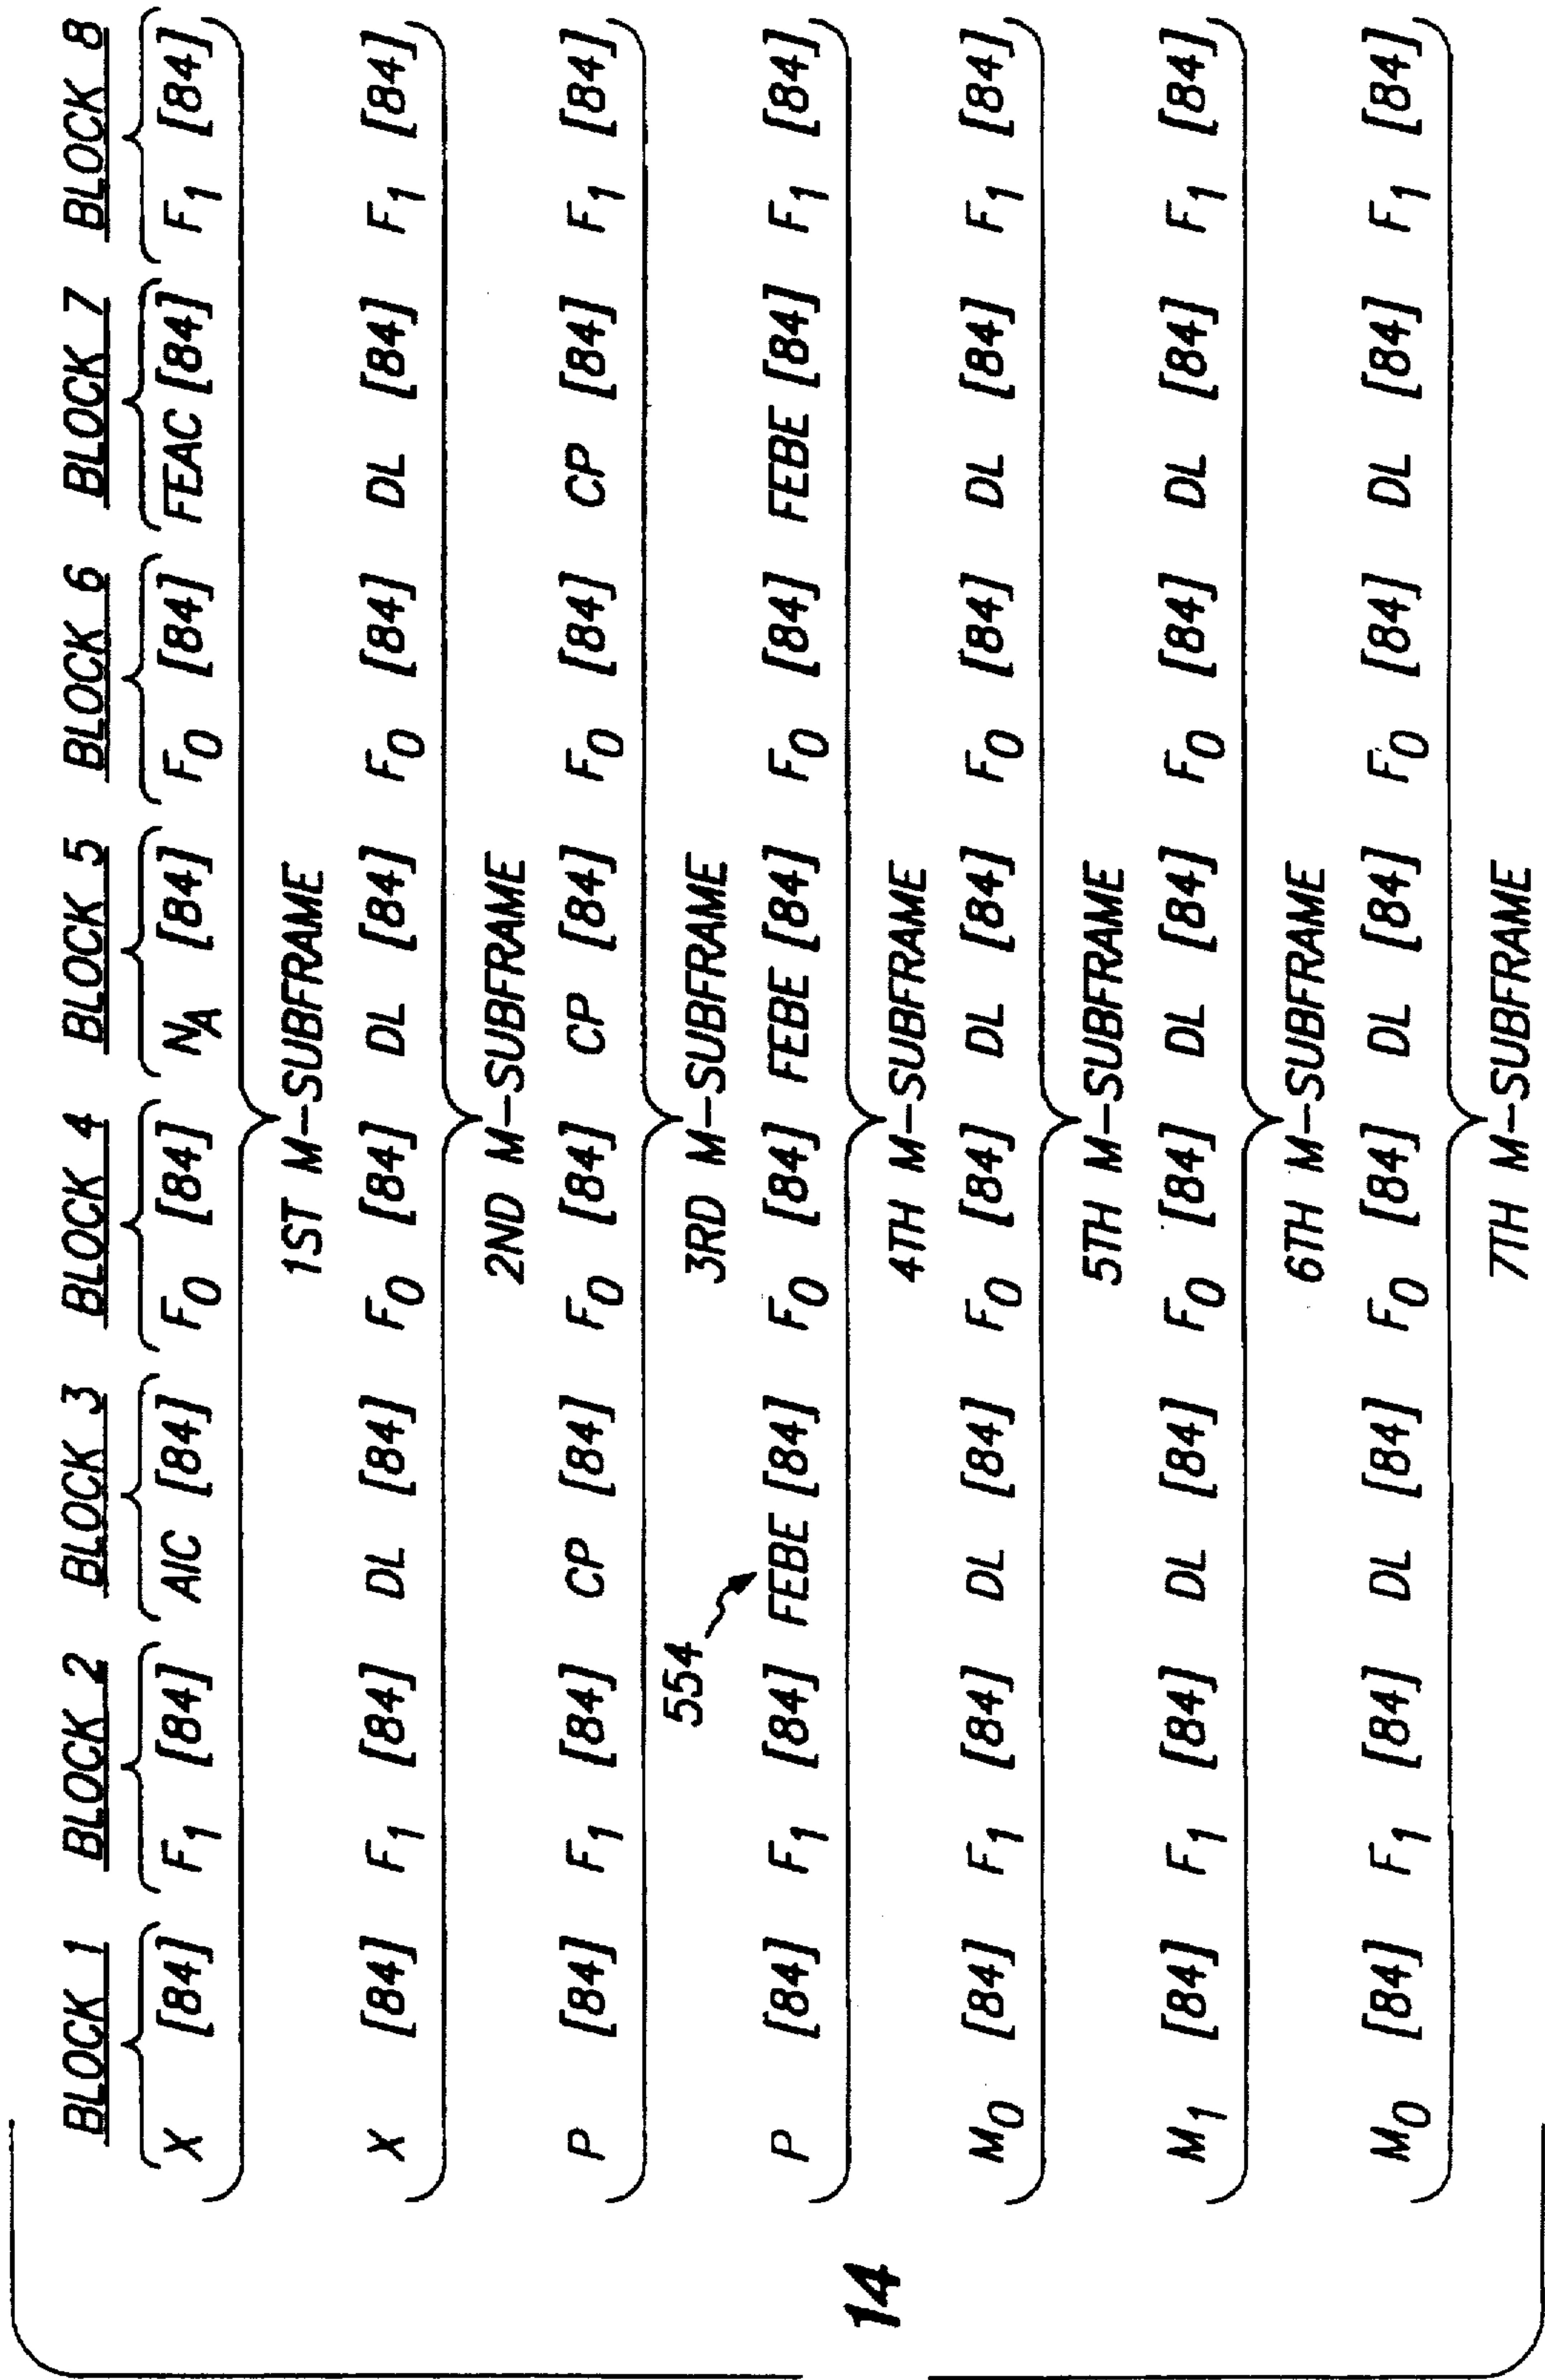 BLOCK 1 BLOCK 2 BLOCK 3 BLOCK 4 BLOCK 5 BLOCK 6 BLOCK 7 BLOCK 8
X [84] F1 [84] AIC [84] F0 [84] NA [84] F0 [84] FEAC [84] F1 [84]
1ST M-SUBFRAME
X [84] F1 [84] DL [84] F0 [84] DL [84] F0 [84] DL [84] F1 [84]
2ND M-SUBFRAME
P [84] F1 [84] CP [84] F0 [84] CP [84] F0 [84] CP [84] F1 [84]
3RD M-SUBFRAME
554
P [84] F1 [84] FEBE [84] F0 [84] FEBE [84] F0 [84] FEBE [84] F1 [84]
4TH M-SUBFRAME
14
M0 [84] F1 [84] DL [84] F0 [84] DL [84] F0 [84] DL [84] F1 [84]
5TH M-SUBFRAME
M1 [84] F1 [84] DL [84] F0 [84] DL [84] F0 [84] DL [84] F1 [84]
6TH M-SUBFRAME
M0 [84] F1 [84] DL [84] F0 [84] DL [84] F0 [84] DL [84] F1 [84]
7TH M-SUBFRAME